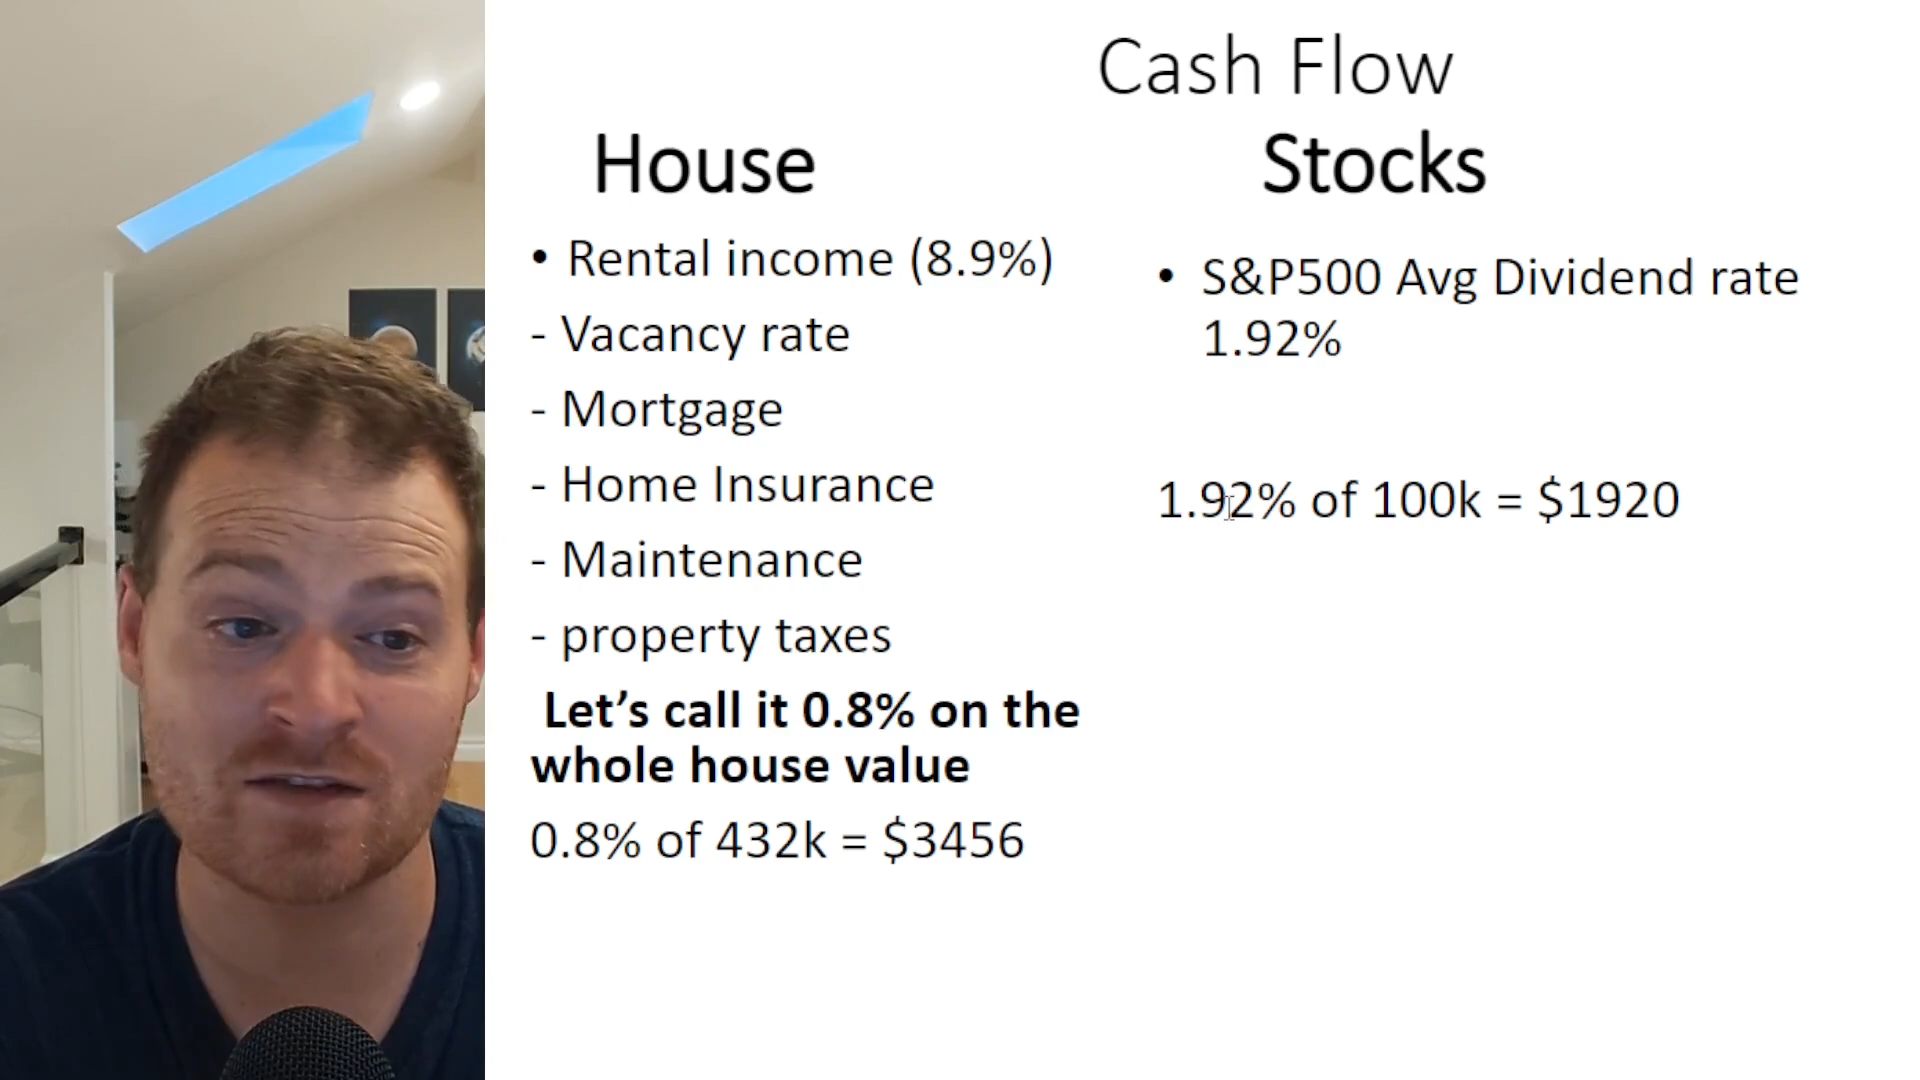 Cash Flow
House
• Rental income (8.9%)
- Vacancy rate
- Mortgage
- Home Insurance
- Maintenance
- property taxes
Let’s call it 0.8% on the
whole house value
0.8% of 432k = $3456
Stocks
• S&P500 Avg Dividend rate
1.92%
1.92% of 100k = $1920